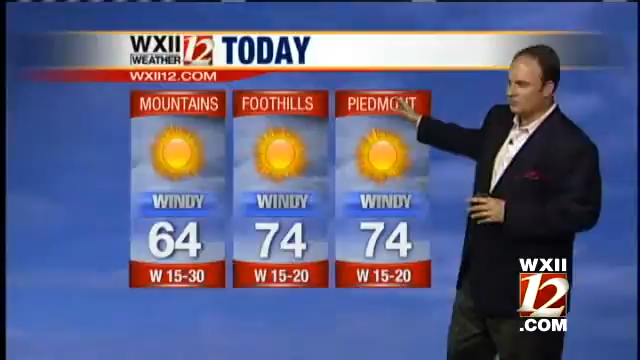 WXII 12 TODAY
WEATHER
WXII12.COM
MOUNTAINS FOOTHILLS PIEDMONT
WINDY WINDY WINDY
64 74 74
W 15-30 W 15-20 W 15-20
WXII
12
.COM